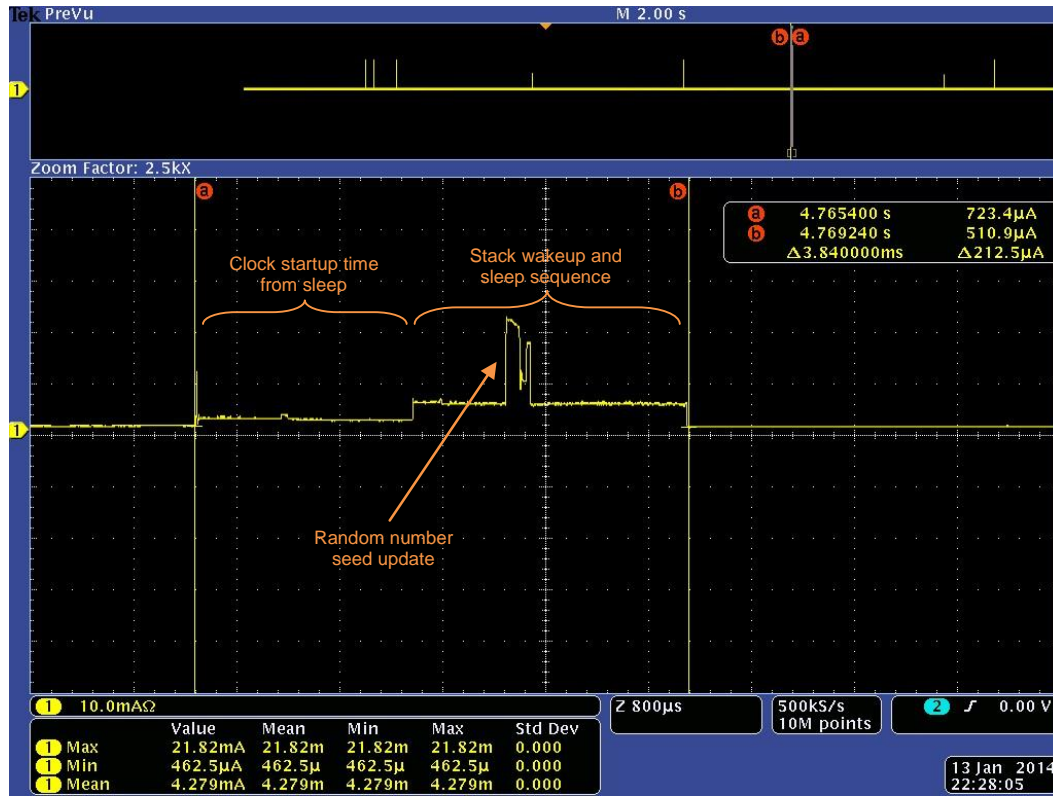 Tek PreVu M 2.00 s
b a
1
Zoom Factor: 2.5kX
a b
a 4.765400 s 723.4µA
b 4.769240 s 510.9µA
Δ3.840000ms Δ212.5µA
Clock startup time
from sleep
Stack wakeup and
sleep sequence
1
Random number
seed update
1 10.0mAΩ
Z 800µs
500kS/s
10M points
2 0.00 V
Value Mean Min Max Std Dev
1 Max 21.82mA 21.82m 21.82m 21.82m 0.000
1 Min 462.5µA 462.5µ 462.5µ 462.5µ 0.000
1 Mean 4.279mA 4.279m 4.279m 4.279m 0.000
13 Jan 2014
22:28:05